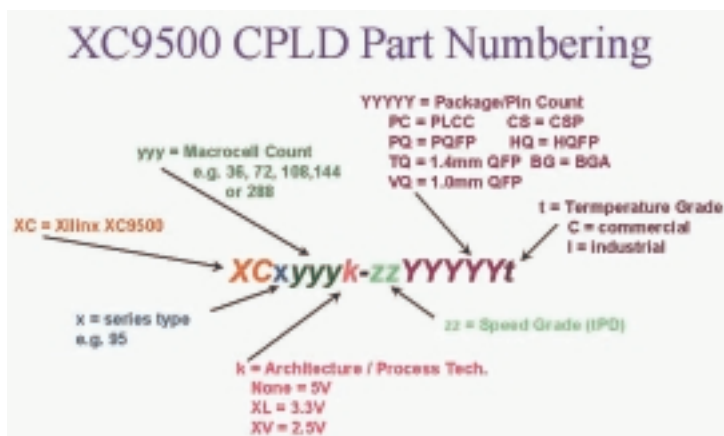 XC9500 CPLD Part Numbering
YYYYY = Package/Pin Count
PC = PLCC CS = CSP
PQ = PQFP HQ = HQFP
TQ = 1.4mm QFP BG = BGA
VQ = 1.0mm QFP
yyy = Macrocell Count
e.g. 36, 72, 108,144
or 288
t = Termperature Grade
C = commercial
I = industrial
XC = Xilinx XC9500
XCxyyyk-zzYYYYYt
x = series type
e.g. 95
zz = Speed Grade (tPD)
k = Architecture / Process Tech.
None = 5V
XL = 3.3V
XV = 2.5V